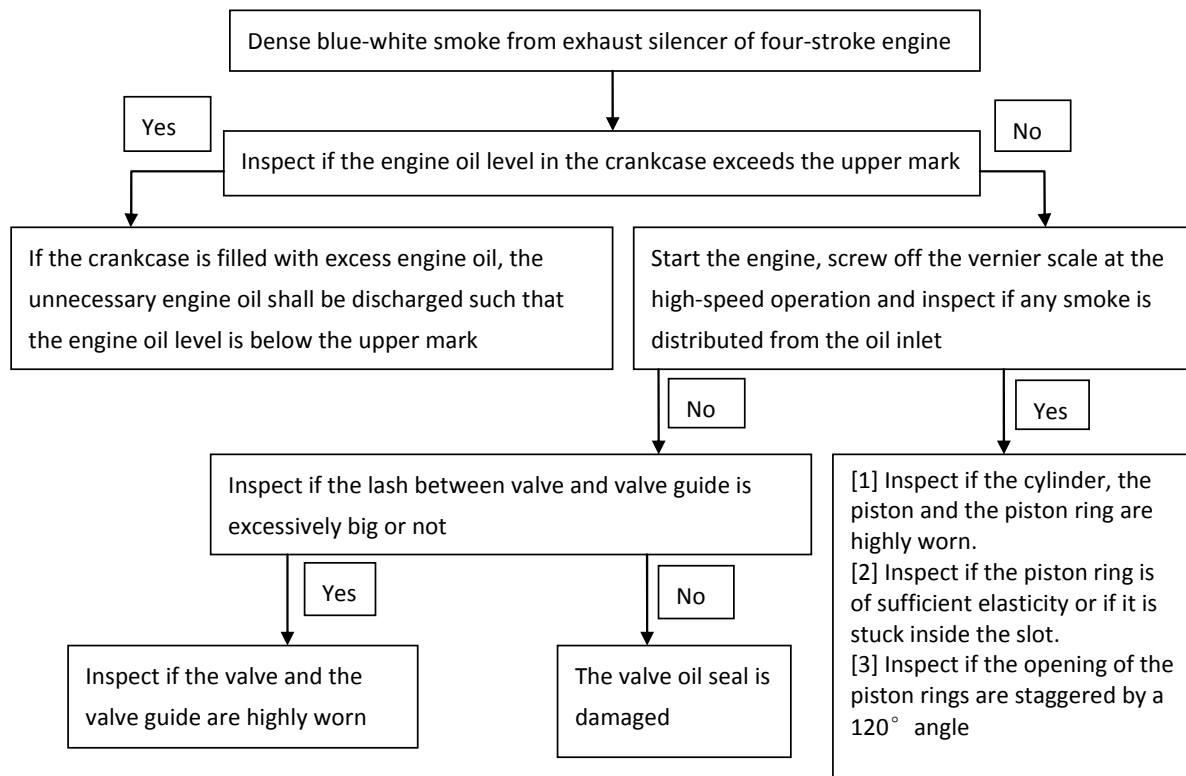 Dense blue-white smoke from exhaust silencer of four-stroke engine
Yes
No
Inspect if the engine oil level in the crankcase exceeds the upper mark
If the crankcase is filled with excess engine oil, the
unnecessary engine oil shall be discharged such that
the engine oil level is below the upper mark
Start the engine, screw off the vernier scale at the
high-speed operation and inspect if any smoke is
distributed from the oil inlet
No
Yes
Inspect if the lash between valve and valve guide is
excessively big or not
[1] Inspect if the cylinder, the
piston and the piston ring are
highly worn.
[2] Inspect if the piston ring is
of sufficient elasticity or if it is
stuck inside the slot.
[3] Inspect if the opening of the
piston rings are staggered by a
120° angle
Yes
No
Inspect if the valve and the
valve guide are highly worn
The valve oil seal is
damaged